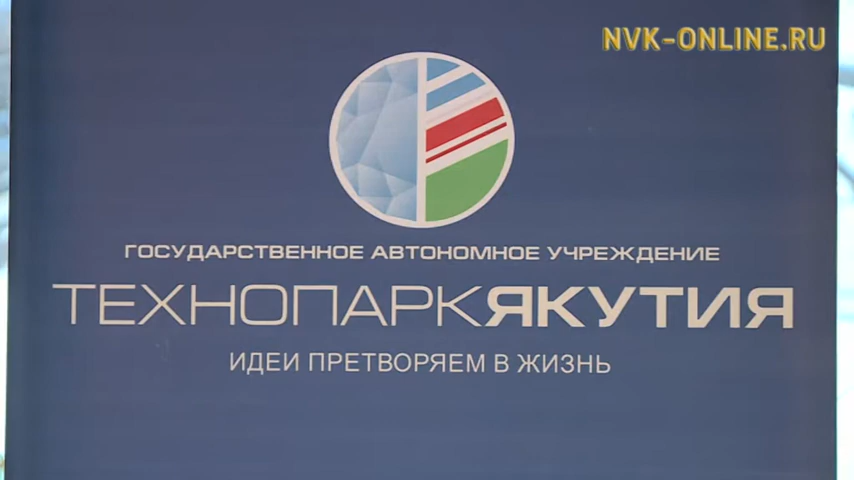 NVK-ONLINE.RU
ГОСУДАРСТВЕННОЕ АВТОНОМНОЕ УЧРЕЖДЕНИЕ
ТЕХНОПАРКЯКУТИЯ
ИДЕИ ПРЕТВОРЯЕМ В ЖИЗНЬ